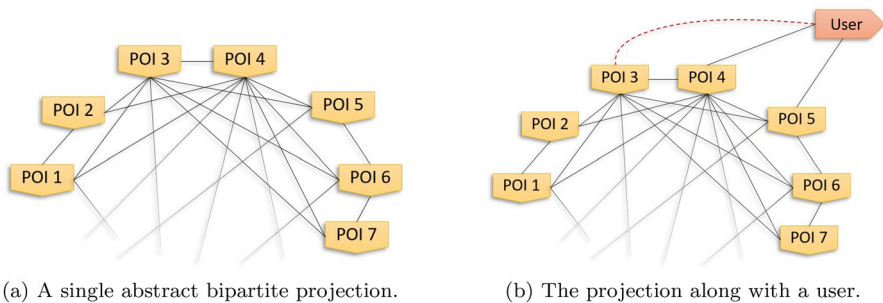 POI 3
POI 4
POI 2
POI 5
POI 1
POI 6
POI 7
(a) A single abstract bipartite projection.
User
POI 3
POI 4
POI 2
POI 5
POI 1
POI 6
POI 7
(b) The projection along with a user.